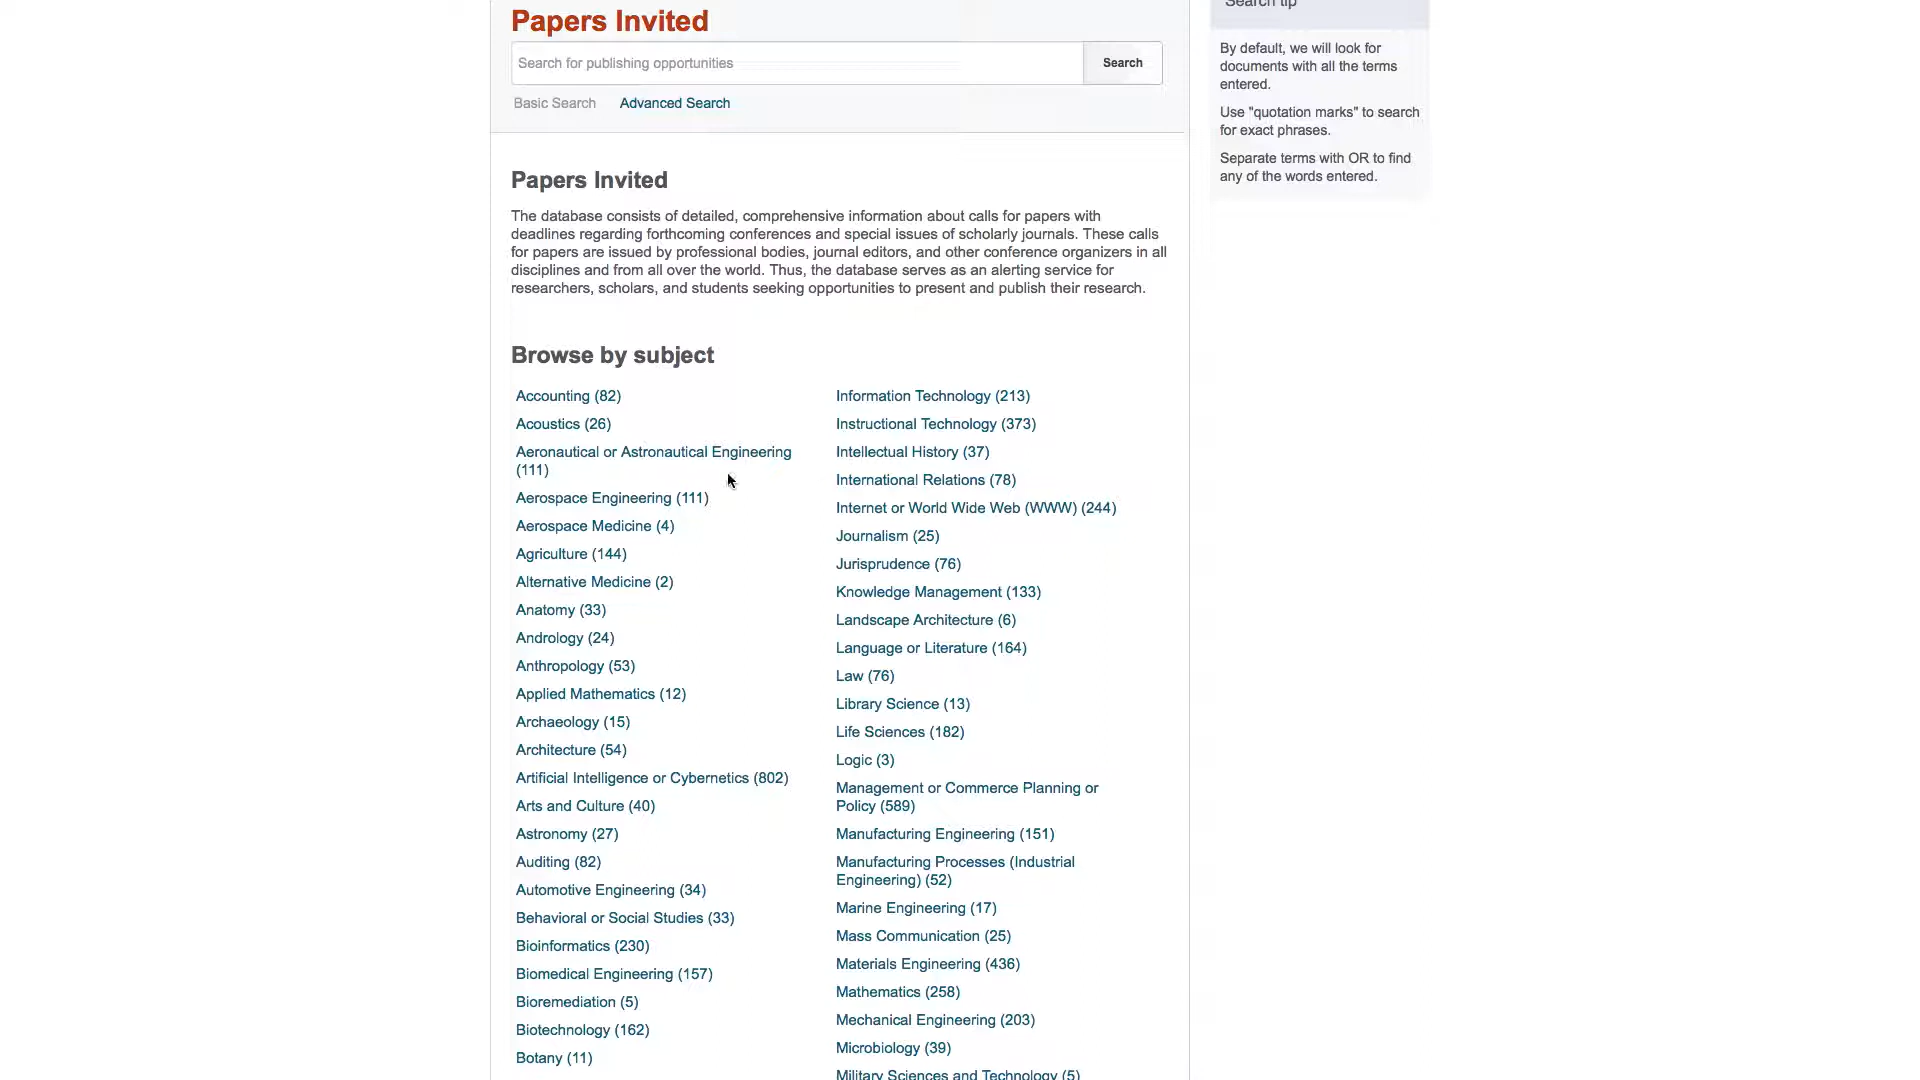 Papers Invited
Search for publishing opportunities
Search
Basic Search
Advanced Search
Papers Invited
The database consists of detailed, comprehensive information about calls for papers with
deadlines regarding forthcoming conferences and special issues of scholarly journals. These calls
for papers are issued by professional bodies, journal editors, and other conference organizers in all
disciplines and from all over the world. Thus, the database serves as an alerting service for
researchers, scholars, and students seeking opportunities to present and publish their research.
Browse by subject
Accounting (82)
Acoustics (26)
Aeronautical or Astronautical Engineering
(111)
Aerospace Engineering (111)
Aerospace Medicine (4)
Agriculture (144)
Alternative Medicine (2)
Anatomy (33)
Andrology (24)
Anthropology (53)
Applied Mathematics (12)
Archaeology (15)
Architecture (54)
Artificial Intelligence or Cybernetics (802)
Arts and Culture (40)
Astronomy (27)
Auditing (82)
Automotive Engineering (34)
Behavioral or Social Studies (33)
Bioinformatics (230)
Biomedical Engineering (157)
Bioremediation (5)
Biotechnology (162)
Botany (11)
Information Technology (213)
Instructional Technology (373)
Intellectual History (37)
International Relations (78)
Internet or World Wide Web (WWW) (244)
Journalism (25)
Jurisprudence (76)
Knowledge Management (133)
Landscape Architecture (6)
Language or Literature (164)
Law (76)
Library Science (13)
Life Sciences (182)
Logic (3)
Management or Commerce Planning or
Policy (589)
Manufacturing Engineering (151)
Manufacturing Processes (Industrial
Engineering) (52)
Marine Engineering (17)
Mass Communication (25)
Materials Engineering (436)
Mathematics (258)
Mechanical Engineering (203)
Microbiology (39)
Military Sciences and Technology (5)
Search tip
By default, we will look for
documents with all the terms
entered.
Use "quotation marks" to search
for exact phrases.
Separate terms with OR to find
any of the words entered.